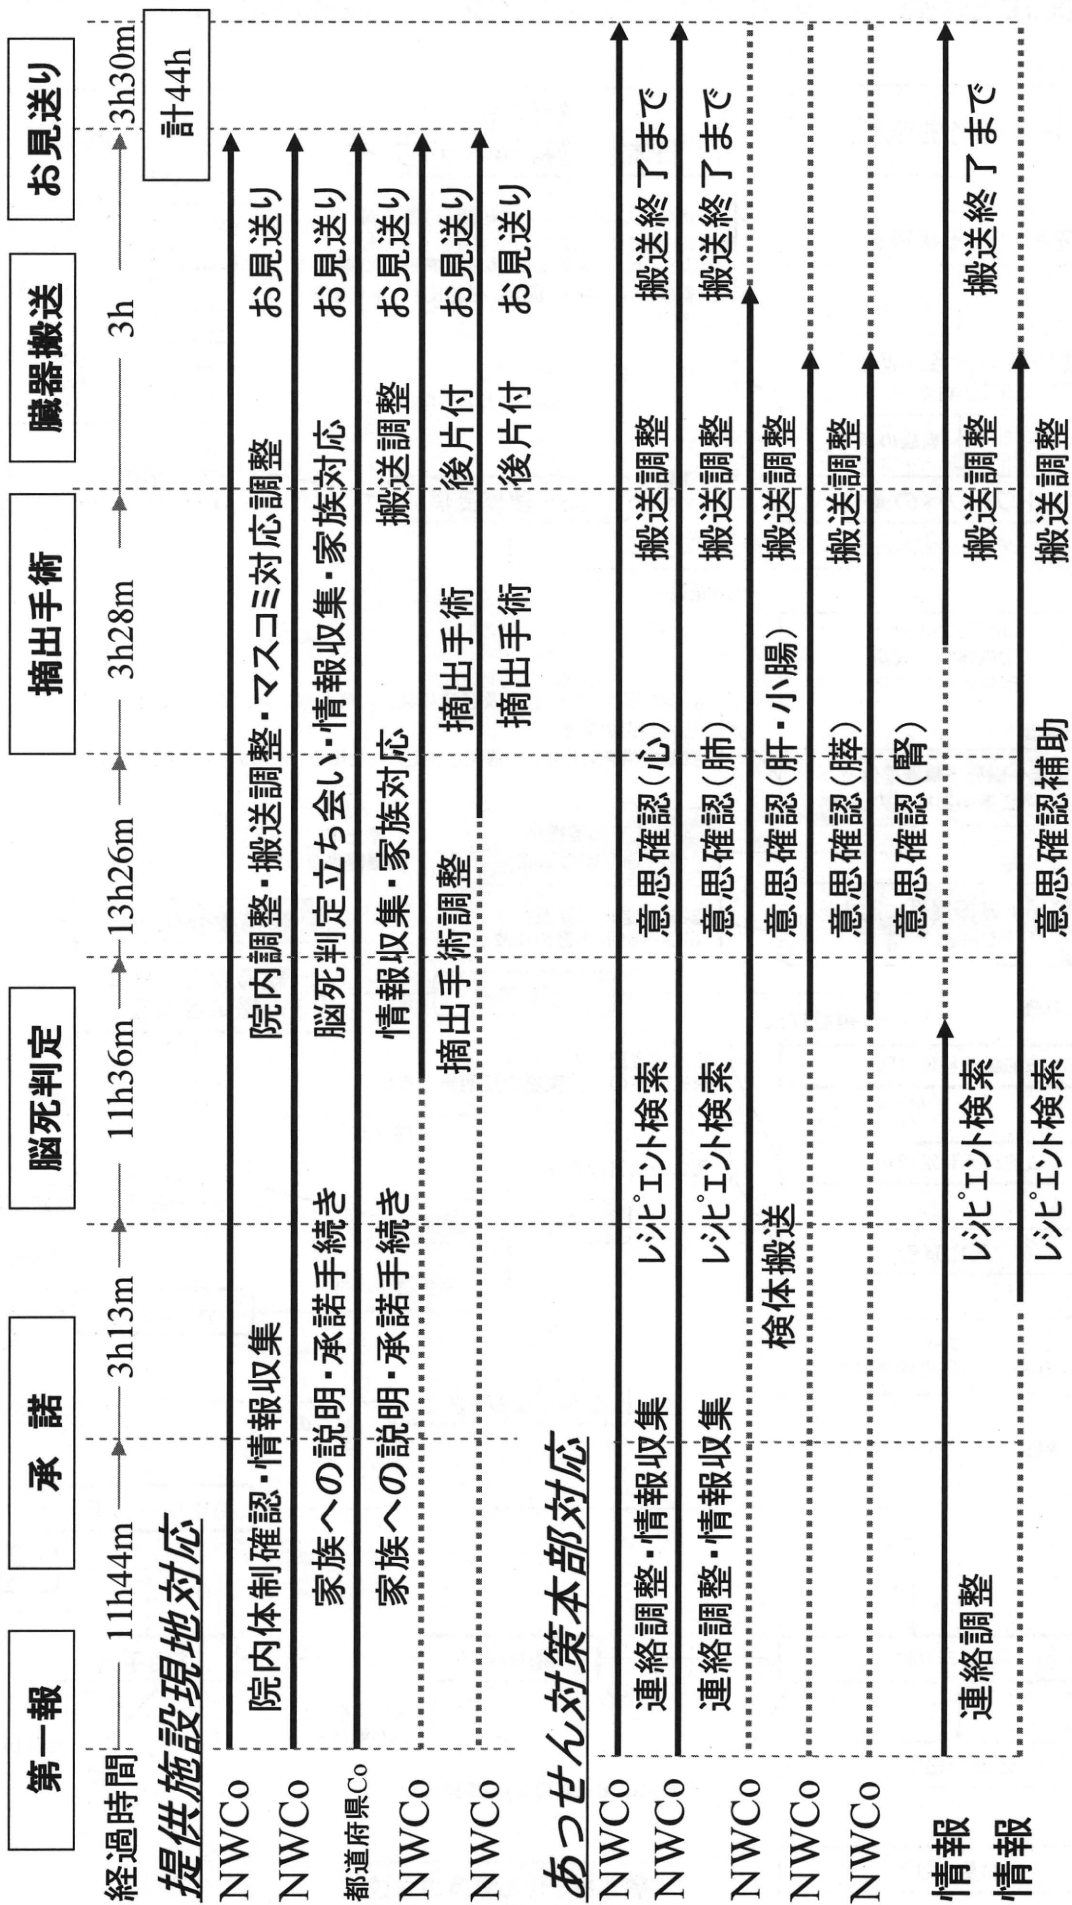 第一報 承 諾 脳死判定 摘出手術 臓器搬送 お見送り
経過時間 11h44m 3h13m 11h36m 13h26m 3h28m 3h 3h30m
計44h
提供施設現地対応
NWCo
院内体制確認・情報収集 院内調整・搬送調整・マスコミ対応調整 お見送り
NWCo
家族への説明・承諾手続き 脳死判定立ち会い・情報収集・家族対応 お見送り
都道府県Co
家族への説明・承諾手続き 情報収集・家族対応 搬送調整 お見送り
NWCo
摘出手術調整 摘出手術 後片付 お見送り
NWCo
摘出手術 後片付 お見送り
あっせん対策本部対応
NWCo
連絡調整・情報収集 レシピエント検索 意思確認(心) 搬送調整 搬送終了まで
NWCo
連絡調整・情報収集 レシピエント検索 意思確認(肺) 搬送調整 搬送終了まで
NWCo
検体搬送 意思確認(肝・小腸) 搬送調整
NWCo
意思確認(膵) 搬送調整
NWCo
意思確認(腎)
情報
連絡調整 レシピエント検索 搬送調整 搬送終了まで
情報
レシピエント検索 意思確認補助 搬送調整